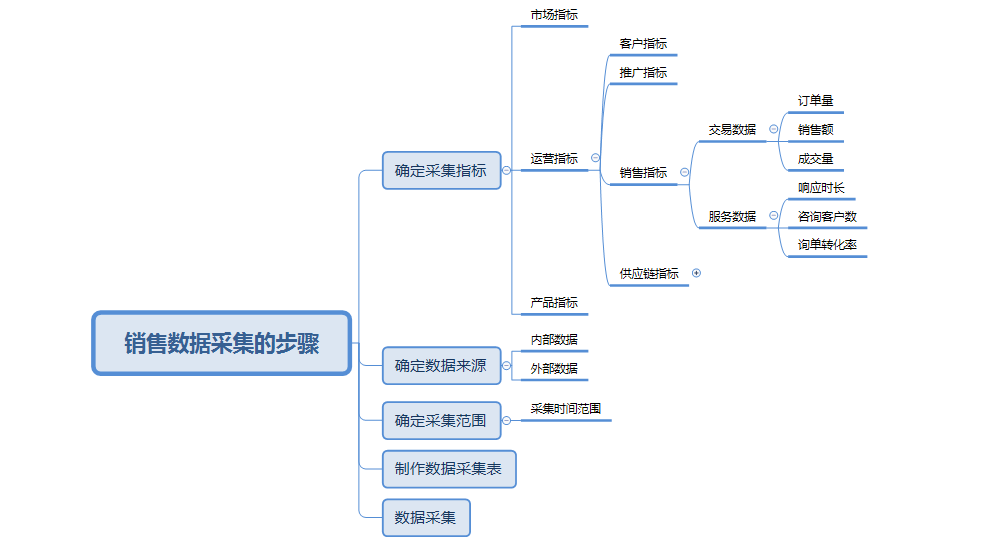 销售数据采集的步骤
确定采集指标
市场指标
运营指标
客户指标
推广指标
销售指标
交易数据
订单量
销售额
成交量
服务数据
响应时长
咨询客户数
询单转化率
供应链指标
产品指标
确定数据来源
内部数据
外部数据
确定采集范围
采集时间范围
制作数据采集表
数据采集